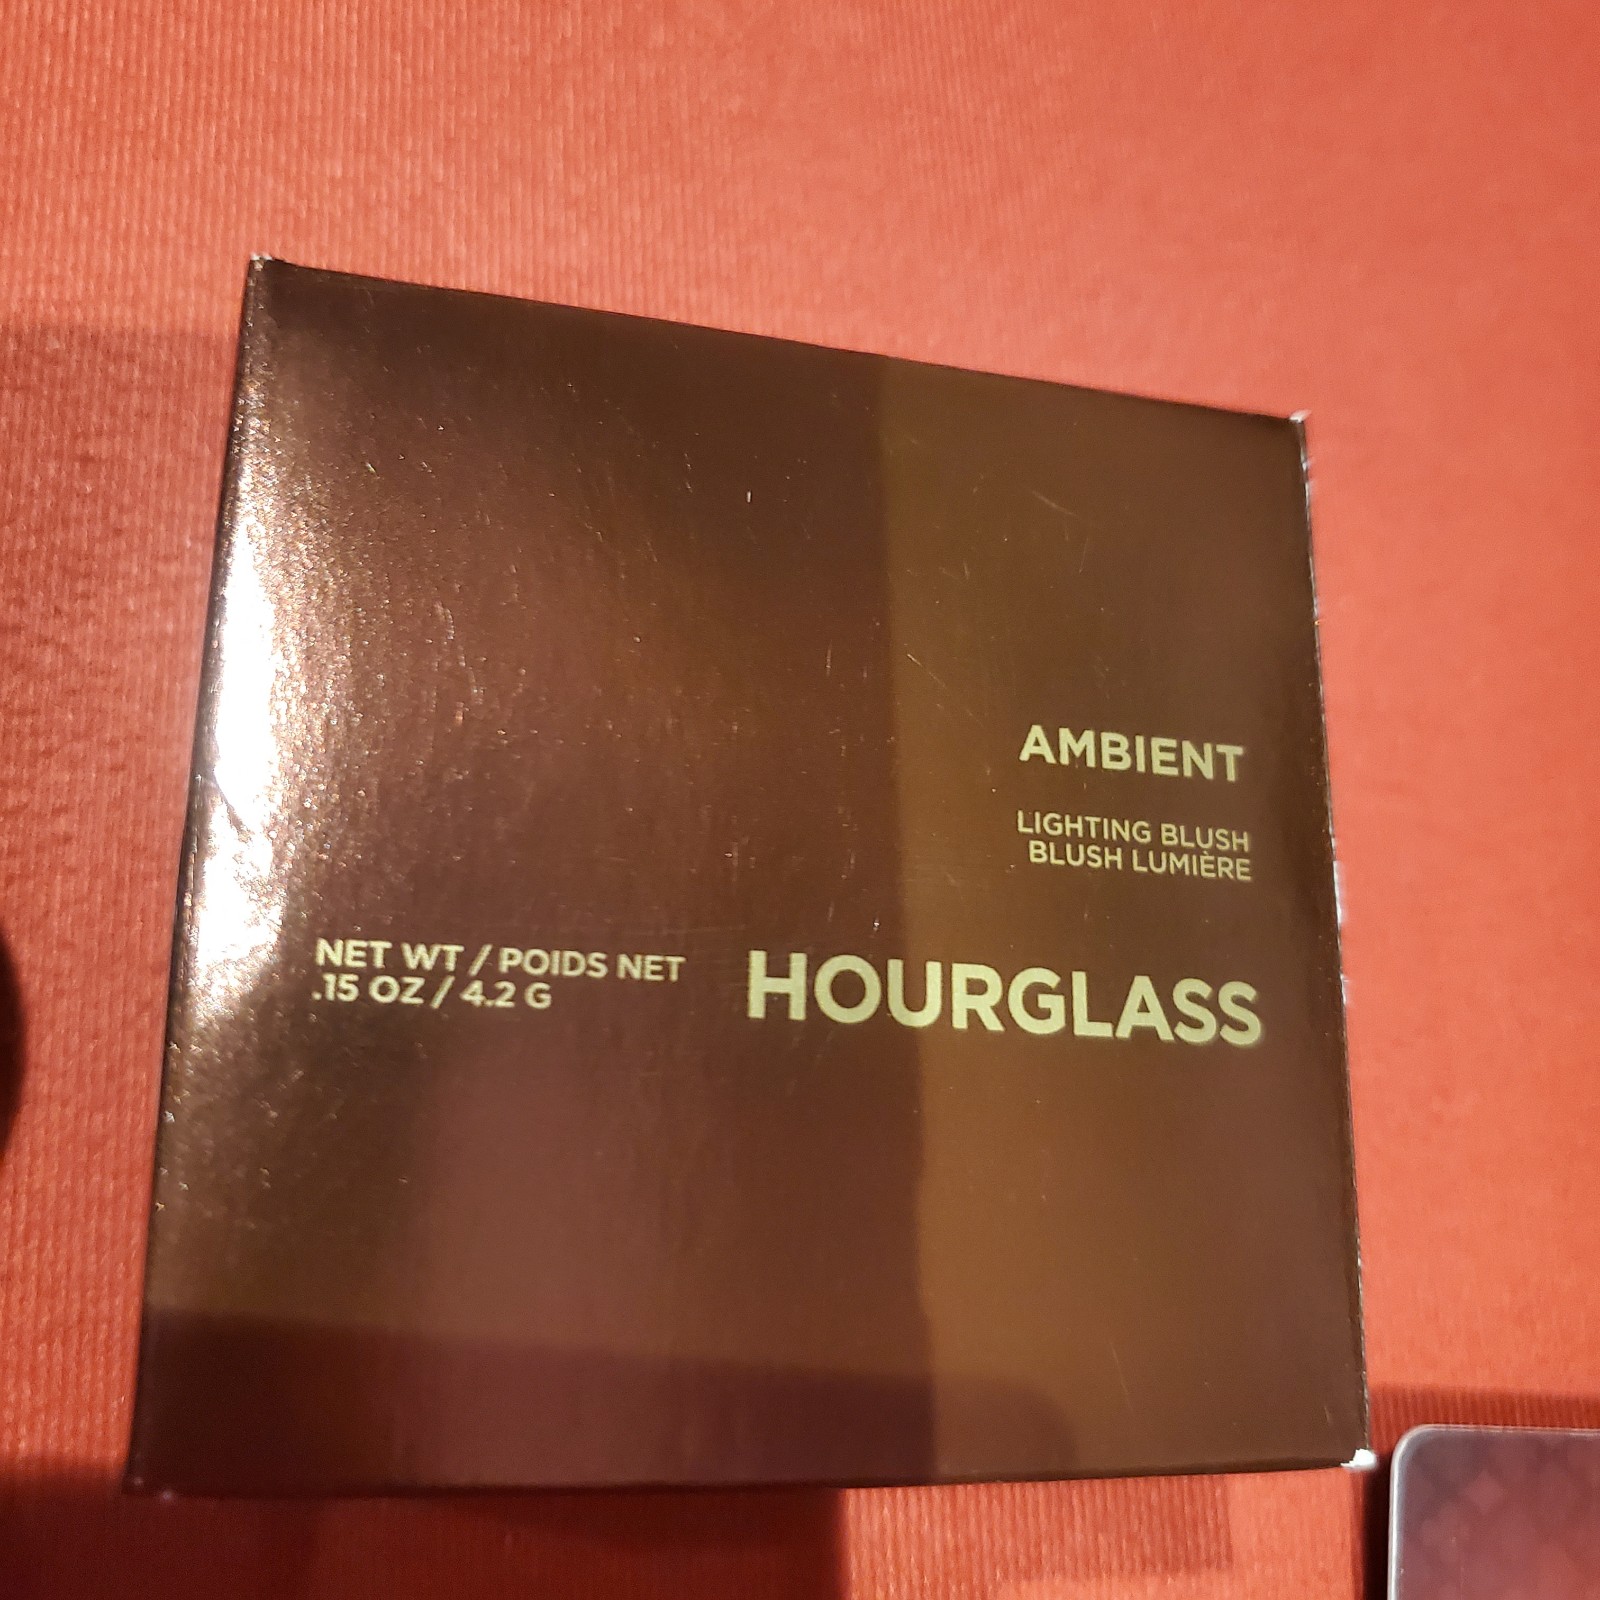 AMBIENT
LIGHTING BLUSH
BLUSH LUMIÈRE
NET WT / POIDS NET
.15 OZ / 4.2 G
HOURGLASS